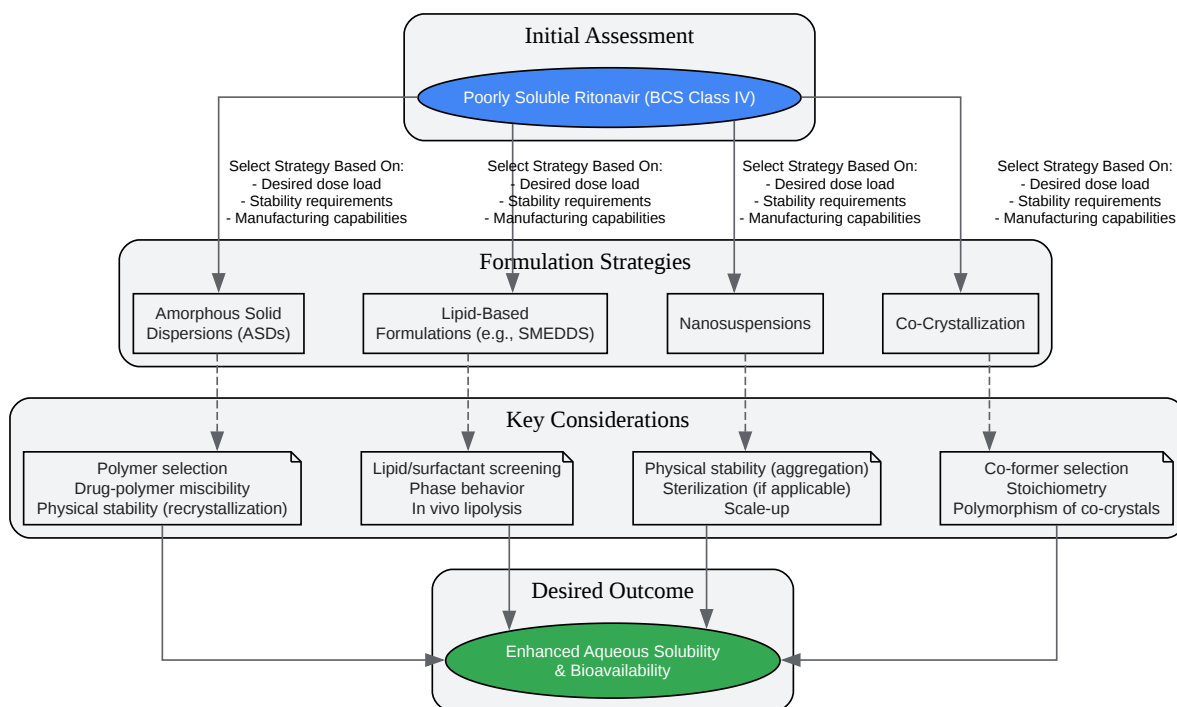 Initial Assessment
Poorly Soluble Ritonavir (BCS Class IV)
Select Strategy Based On:
- Desired dose load
- Stability requirements
- Manufacturing capabilities
Select Strategy Based On:
- Desired dose load
- Stability requirements
- Manufacturing capabilities
Select Strategy Based On:
- Desired dose load
- Stability requirements
- Manufacturing capabilities
Select Strategy Based On:
- Desired dose load
- Stability requirements
- Manufacturing capabilities
Formulation Strategies
Amorphous Solid
Dispersions (ASDs)
Lipid-Based
Formulations (e.g., SMEDDS)
Nanosuspensions
Co-Crystallization
Key Considerations
Polymer selection
Drug-polymer miscibility
Physical stability (recrystallization)
Lipid/surfactant screening
Phase behavior
In vivo lipolysis
Physical stability (aggregation)
Sterilization (if applicable)
Scale-up
Co-former selection
Stoichiometry
Polymorphism of co-crystals
Desired Outcome
Enhanced Aqueous Solubility
& Bioavailability